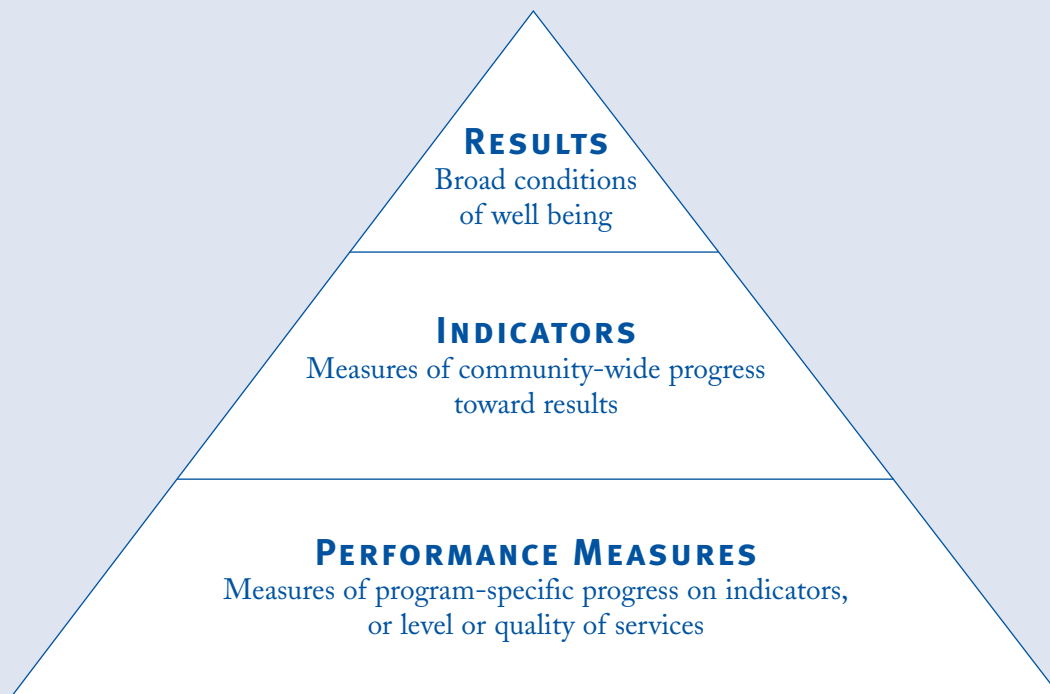 RESULTS
Broad conditions
of well being
INDICATORS
Measures of community-wide progress
toward results
PERFORMANCE MEASURES
Measures of program-specific progress on indicators,
or level or quality of services